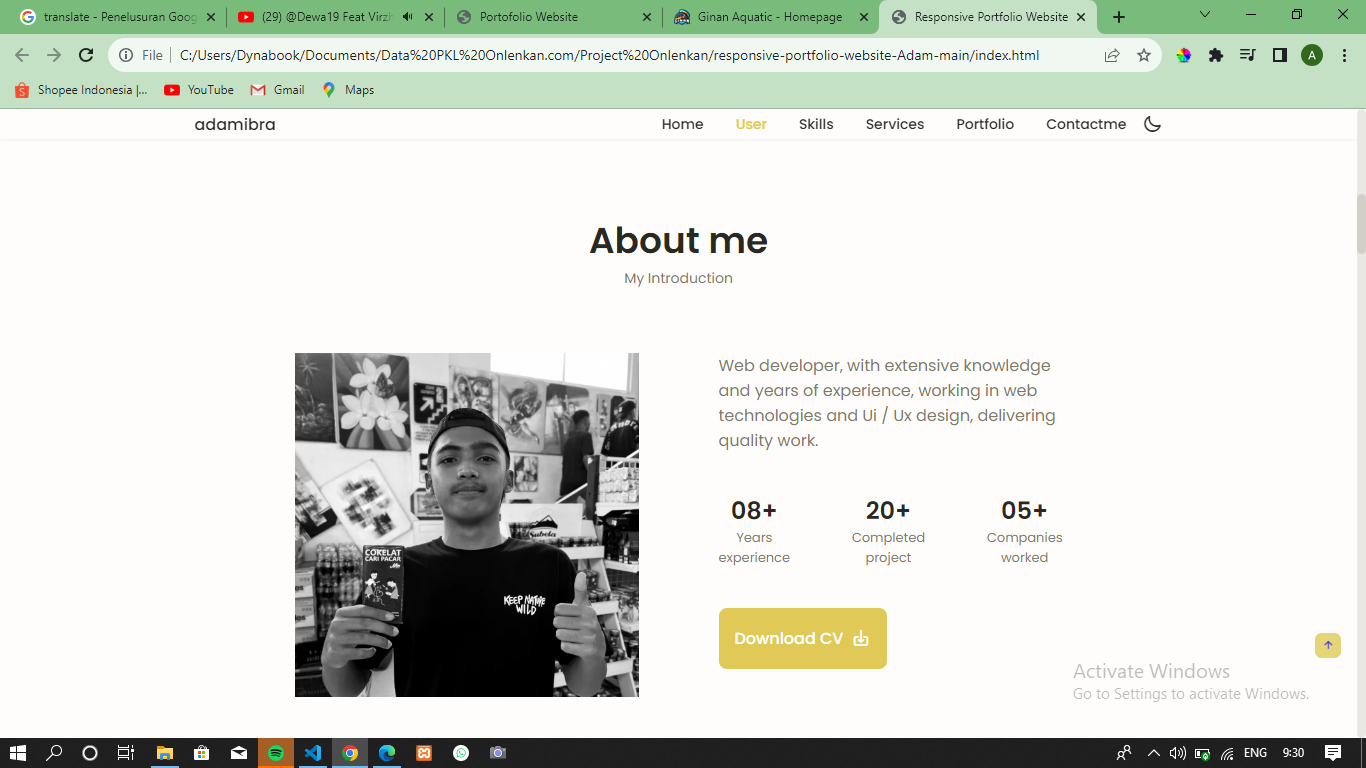 translate - Penelusuran Goog
(29) @Dewa19 Feat Virzh
Portofolio Website
Ginan Aquatic - Homepage
Responsive Portfolio Website
File
C:/Users/Dynabook/Documents/Data%20PKL%20Onlenkan.com/Project%20Onlenkan/responsive-portfolio-website-Adam-main/index.html
A
Shopee Indonesia |...
YouTube
Gmail
Maps
adamibra
Home
User
Skills
Services
Portfolio
Contactme
About me
My Introduction
COKELAT
CARI PACAR
KEEP NATURE
WILD
Web developer, with extensive knowledge
and years of experience, working in web
technologies and Ui / Ux design, delivering
quality work.
08+
Years
experience
20+
Completed
project
05+
Companies
worked
Download CV
Activate Windows
Go to Settings to activate Windows.
ENG
9:30